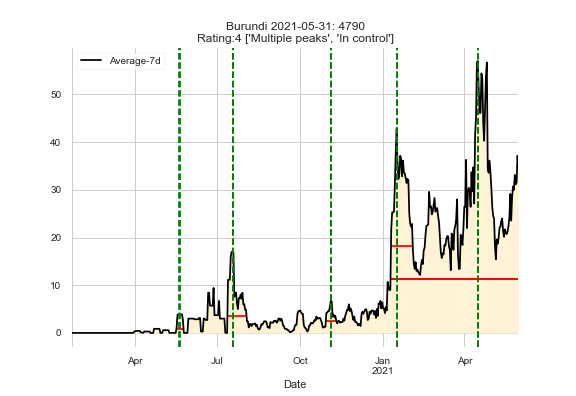 Burundi 2021-05-31: 4790
Rating:4 ['Multiple peaks', 'In control']
Average-7d
50
40
30
20
10
0
Apr
Jul
Oct
Jan
2021
Apr
Date